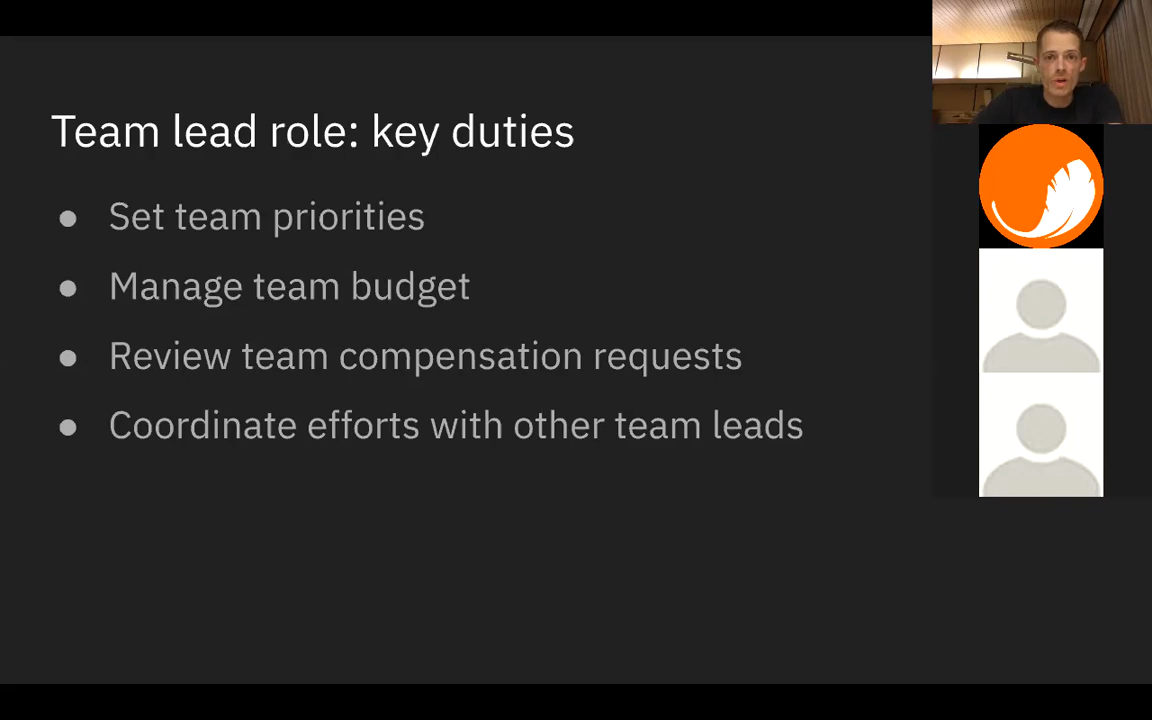 Team lead role: key duties
● Set team priorities
● Manage team budget
● Review team compensation requests
● Coordinate efforts with other team leads